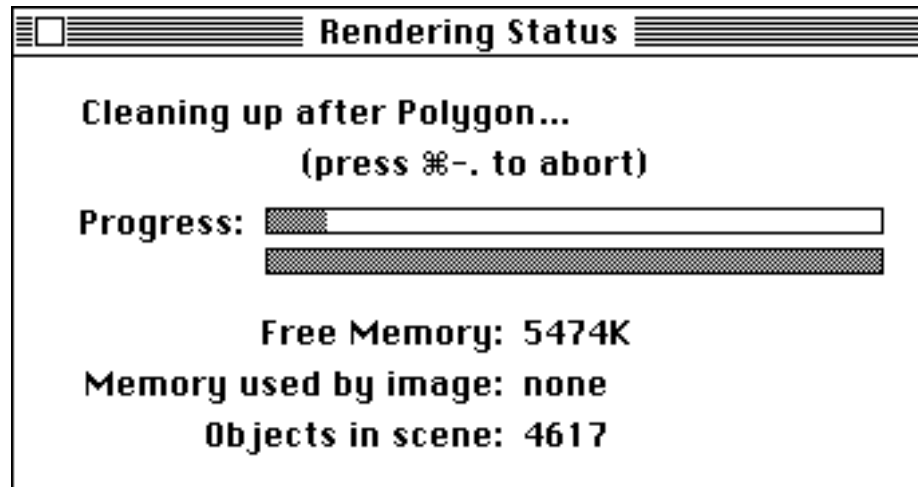 Rendering Status
Cleaning up after Polygon...
(press ⌘-. to abort)
Progress:
Free Memory: 5474K
Memory used by image: none
Objects in scene: 4617